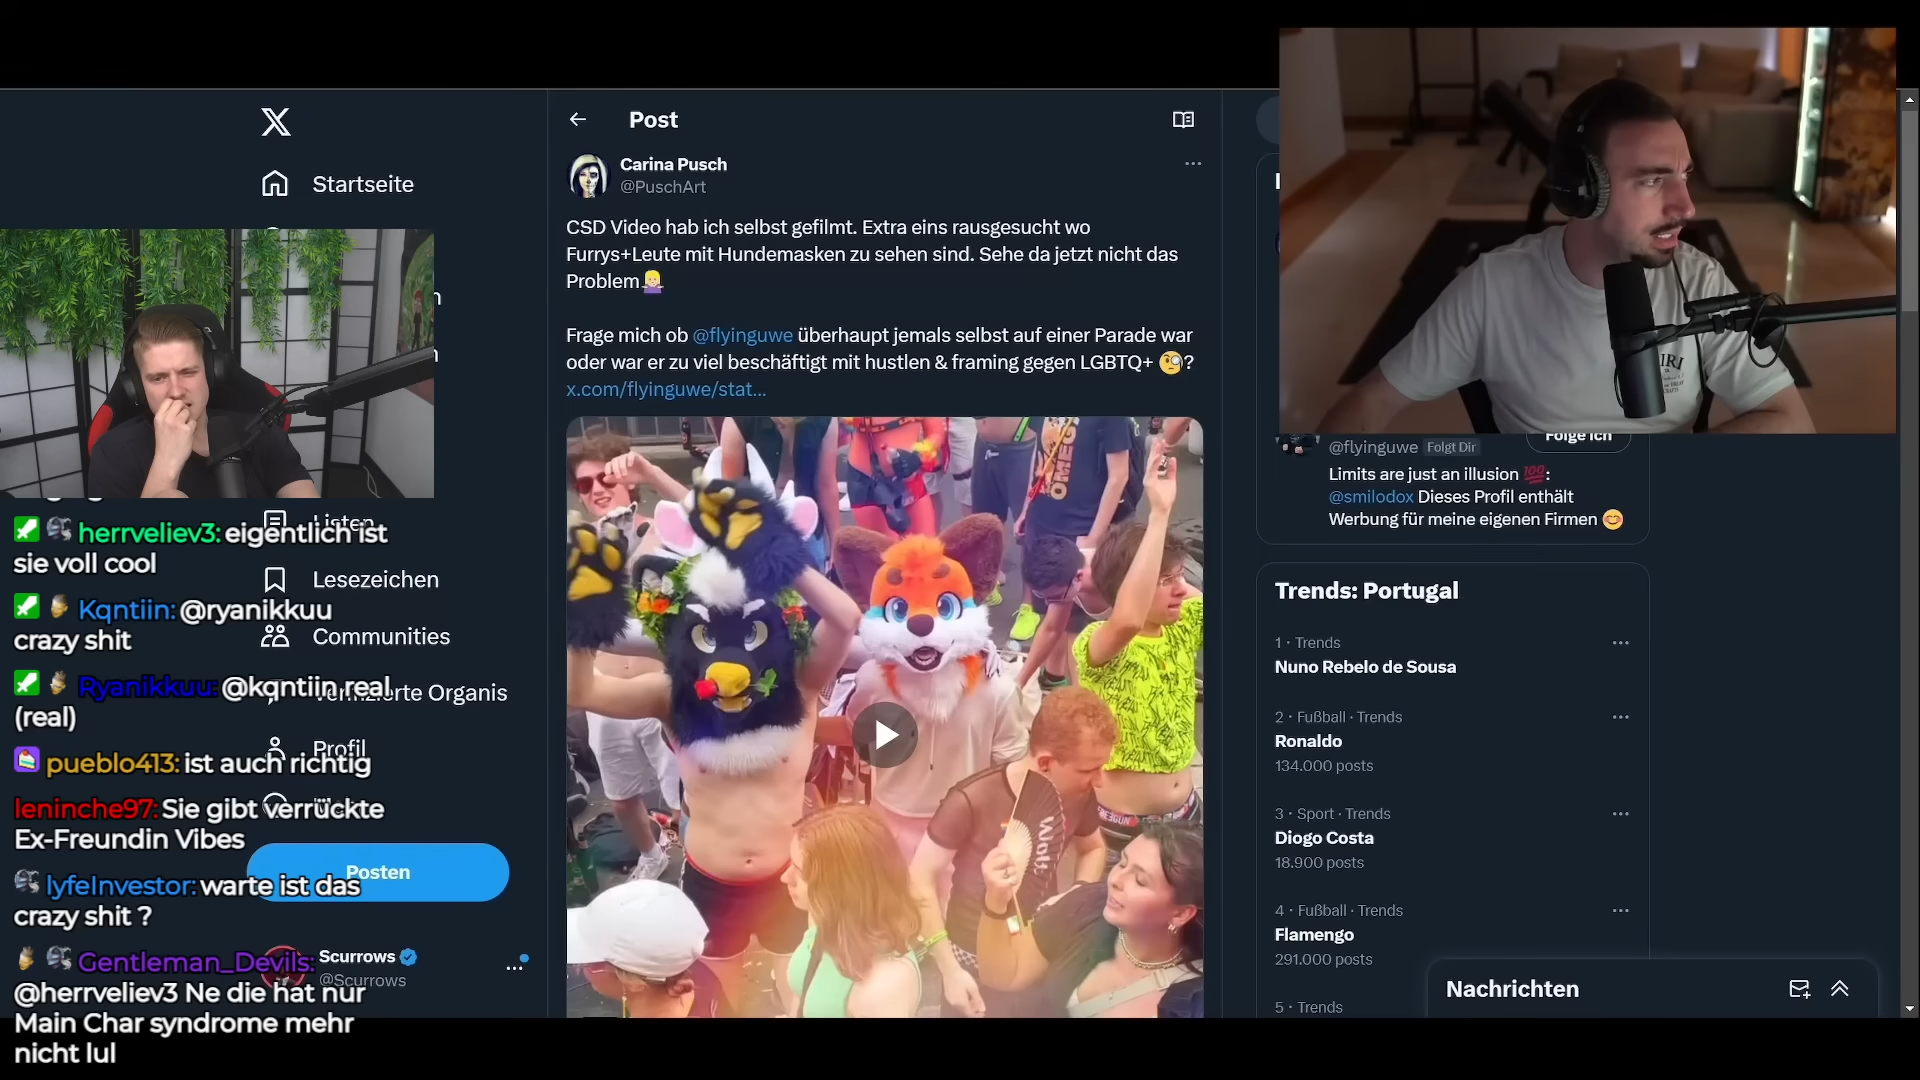 Startseite
Listen
Lesezeichen
Communities
Organis
Profil
Posten
Scurrows
@Scurrows
herrveliev3: eigentlich ist
sie voll cool
Kqntiin: @ryanikkuu
crazy shit
Ryanikkuu: @kqntiin real
(real)
pueblo413: ist auch richtig
leninche97: Sie gibt verrückte
Ex-Freundin Vibes
lyfeInvestor: warte ist das
crazy shit ?
Gentleman_Devils:
@herrveliev3 Ne die hat nur
Main Char syndrome mehr
nicht lul
Post
Carina Pusch
@PuschArt
CSD Video hab ich selbst gefilmt. Extra eins rausgesucht wo
Furrys+Leute mit Hundemasken zu sehen sind. Sehe da jetzt nicht das
Problem🤷🏼‍♀️
Frage mich ob @flyinguwe überhaupt jemals selbst auf einer Parade war
oder war er zu viel beschäftigt mit hustlen & framing gegen LGBTQ+ 🧐?
x.com/flyinguwe/stat...
OMEGA
@flyinguwe Folgt Dir
Folge ich
Limits are just an illusion 💯:
@smilodox Dieses Profil enthält
Werbung für meine eigenen Firmen 😊
Trends: Portugal
1 · Trends
Nuno Rebelo de Sousa
2 · Fußball · Trends
Ronaldo
134.000 posts
3 · Sport · Trends
Diogo Costa
18.900 posts
4 · Fußball · Trends
Flamengo
291.000 posts
5 · Trends
Nachrichten